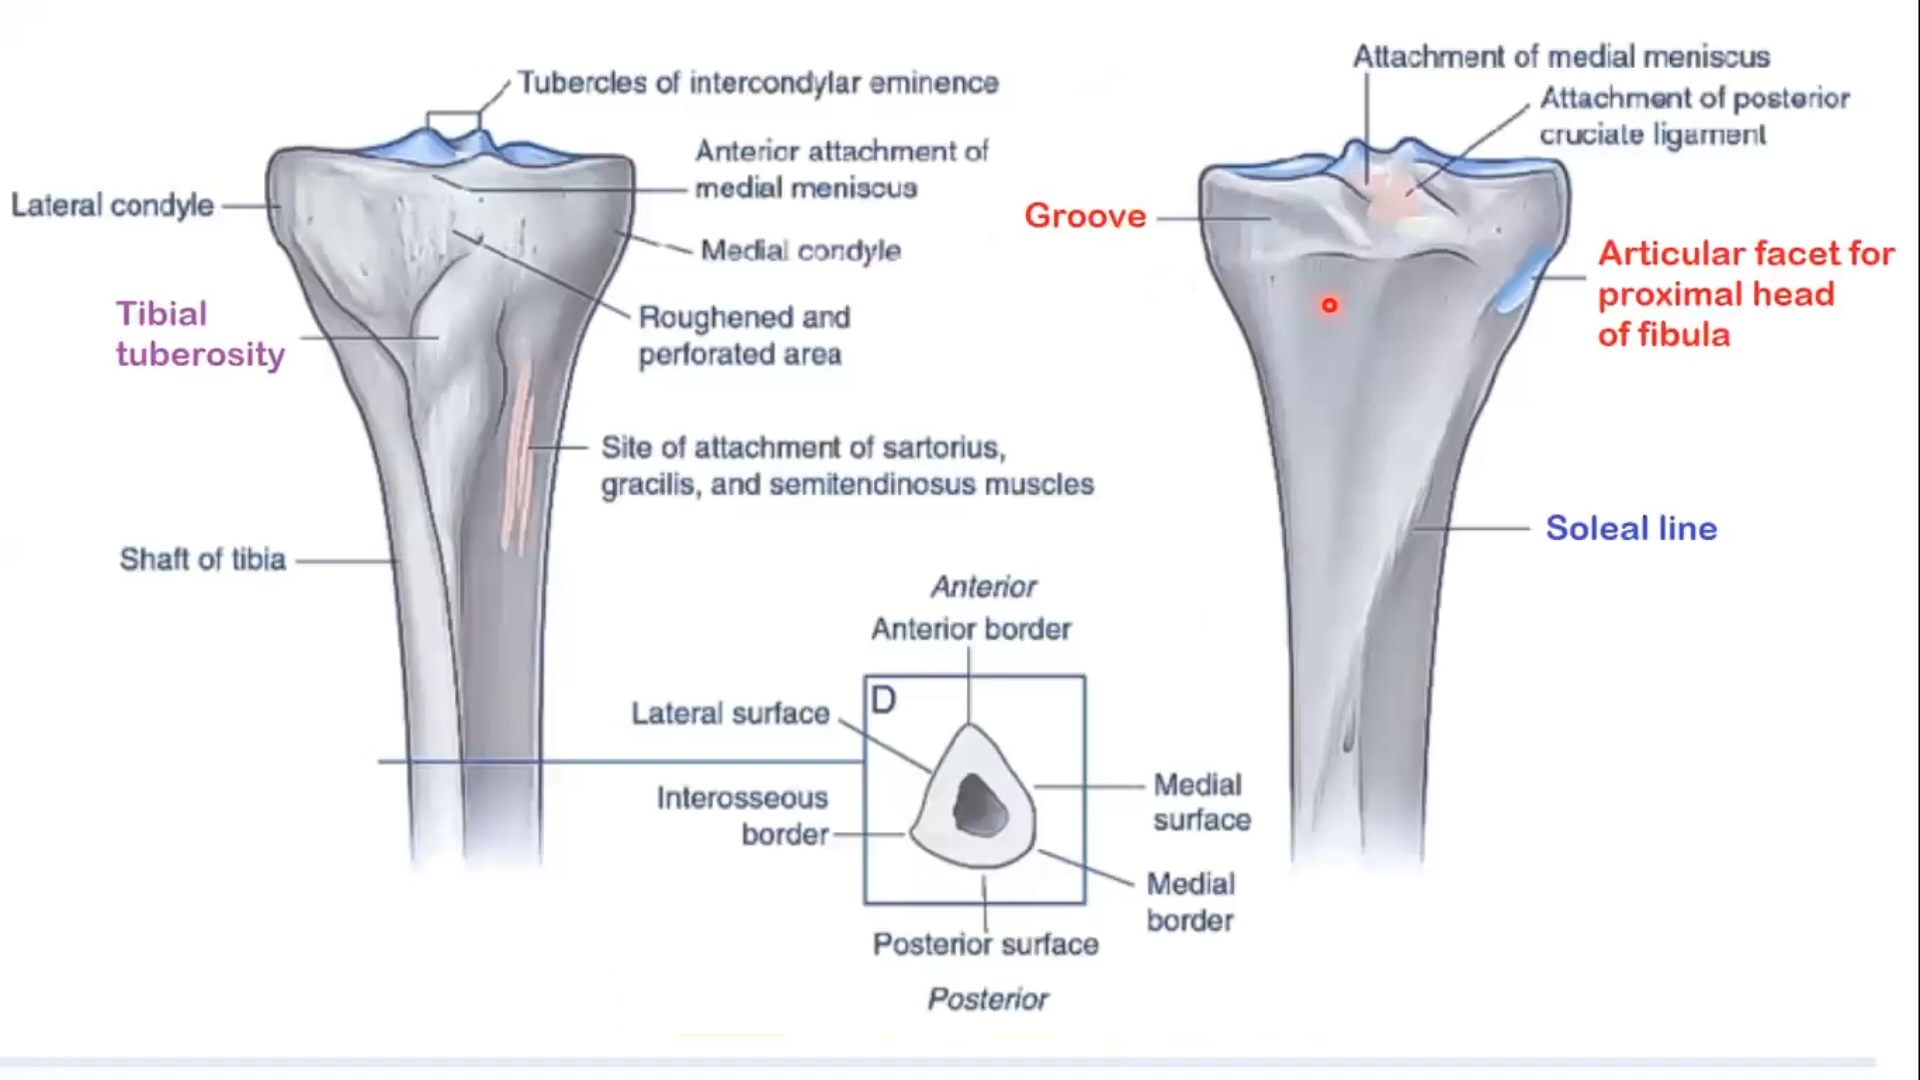 Tubercles of intercondylar eminence
Anterior attachment of
medial meniscus
Lateral condyle
Medial condyle
Tibial
tuberosity
Roughened and
perforated area
Site of attachment of sartorius,
gracilis, and semitendinosus muscles
Shaft of tibia
Attachment of medial meniscus
Attachment of posterior
cruciate ligament
Groove
Articular facet for
proximal head
of fibula
Soleal line
Anterior
Anterior border
D
Lateral surface
Interosseous
border
Medial
surface
Medial
border
Posterior surface
Posterior